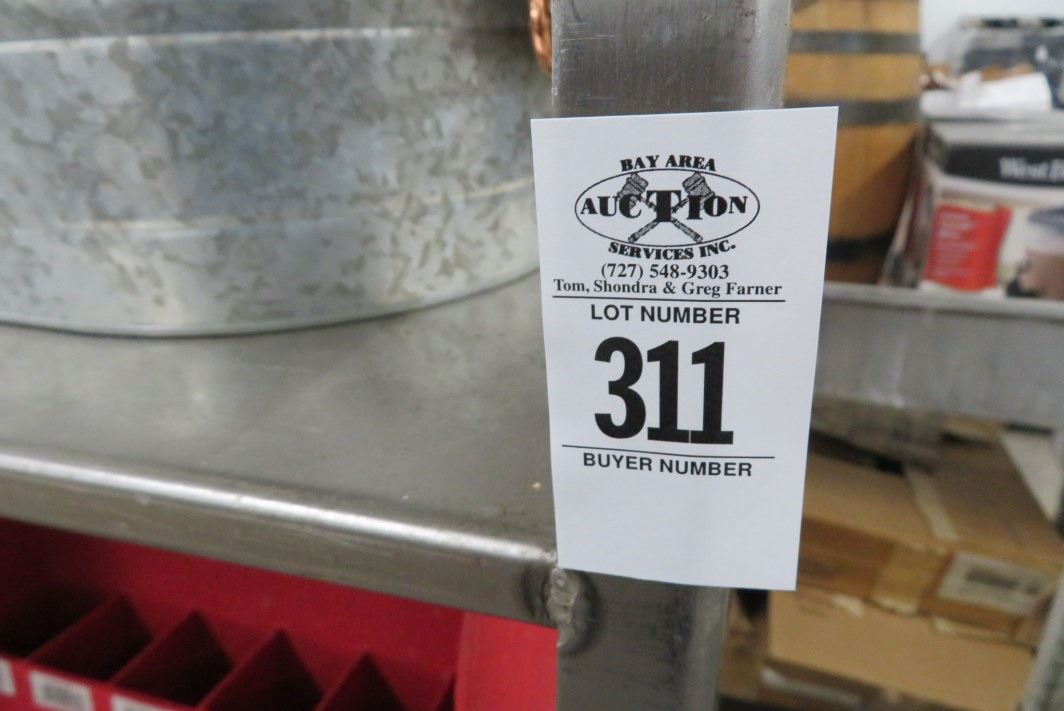 BAY AREA
AUCTION
SERVICES INC.
(727) 548-9303
Tom, Shondra & Greg Farner
LOT NUMBER
311
BUYER NUMBER